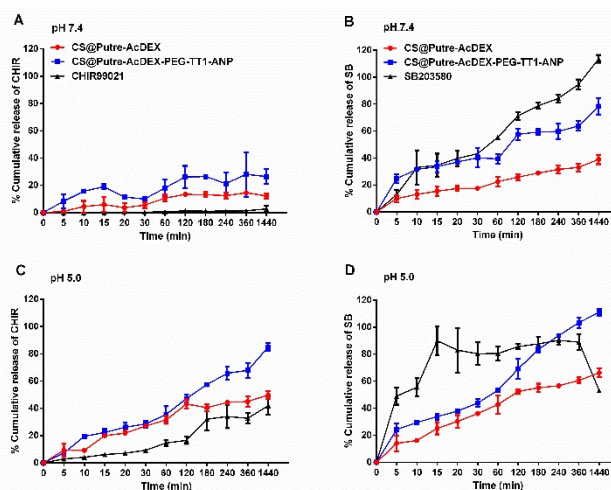 A
pH 7.4
CS@Putre-AcDEX
CS@Putre-AcDEX-PEG-TT1-ANP
CHIR99021
% Cumulative release of CHIR
120
100
80
60
40
20
0
0 5 10 15 20 30 60 120 180 240 360 1440
Time (min)
B
pH 7.4
CS@Putre-AcDEX
CS@Putre-AcDEX-PEG-TT1-ANP
SB203580
% Cumulative release of SB
120
100
80
60
40
20
0
0 5 10 15 20 30 60 120 180 240 360 1440
Time (min)
C
pH 5.0
% Cumulative release of CHIR
120
100
80
60
40
20
0
0 5 10 15 20 30 60 120 180 240 360 1440
Time (min)
D
pH 5.0
% Cumulative release of SB
120
100
80
60
40
20
0
0 5 10 15 20 30 60 120 180 240 360 1440
Time (min)